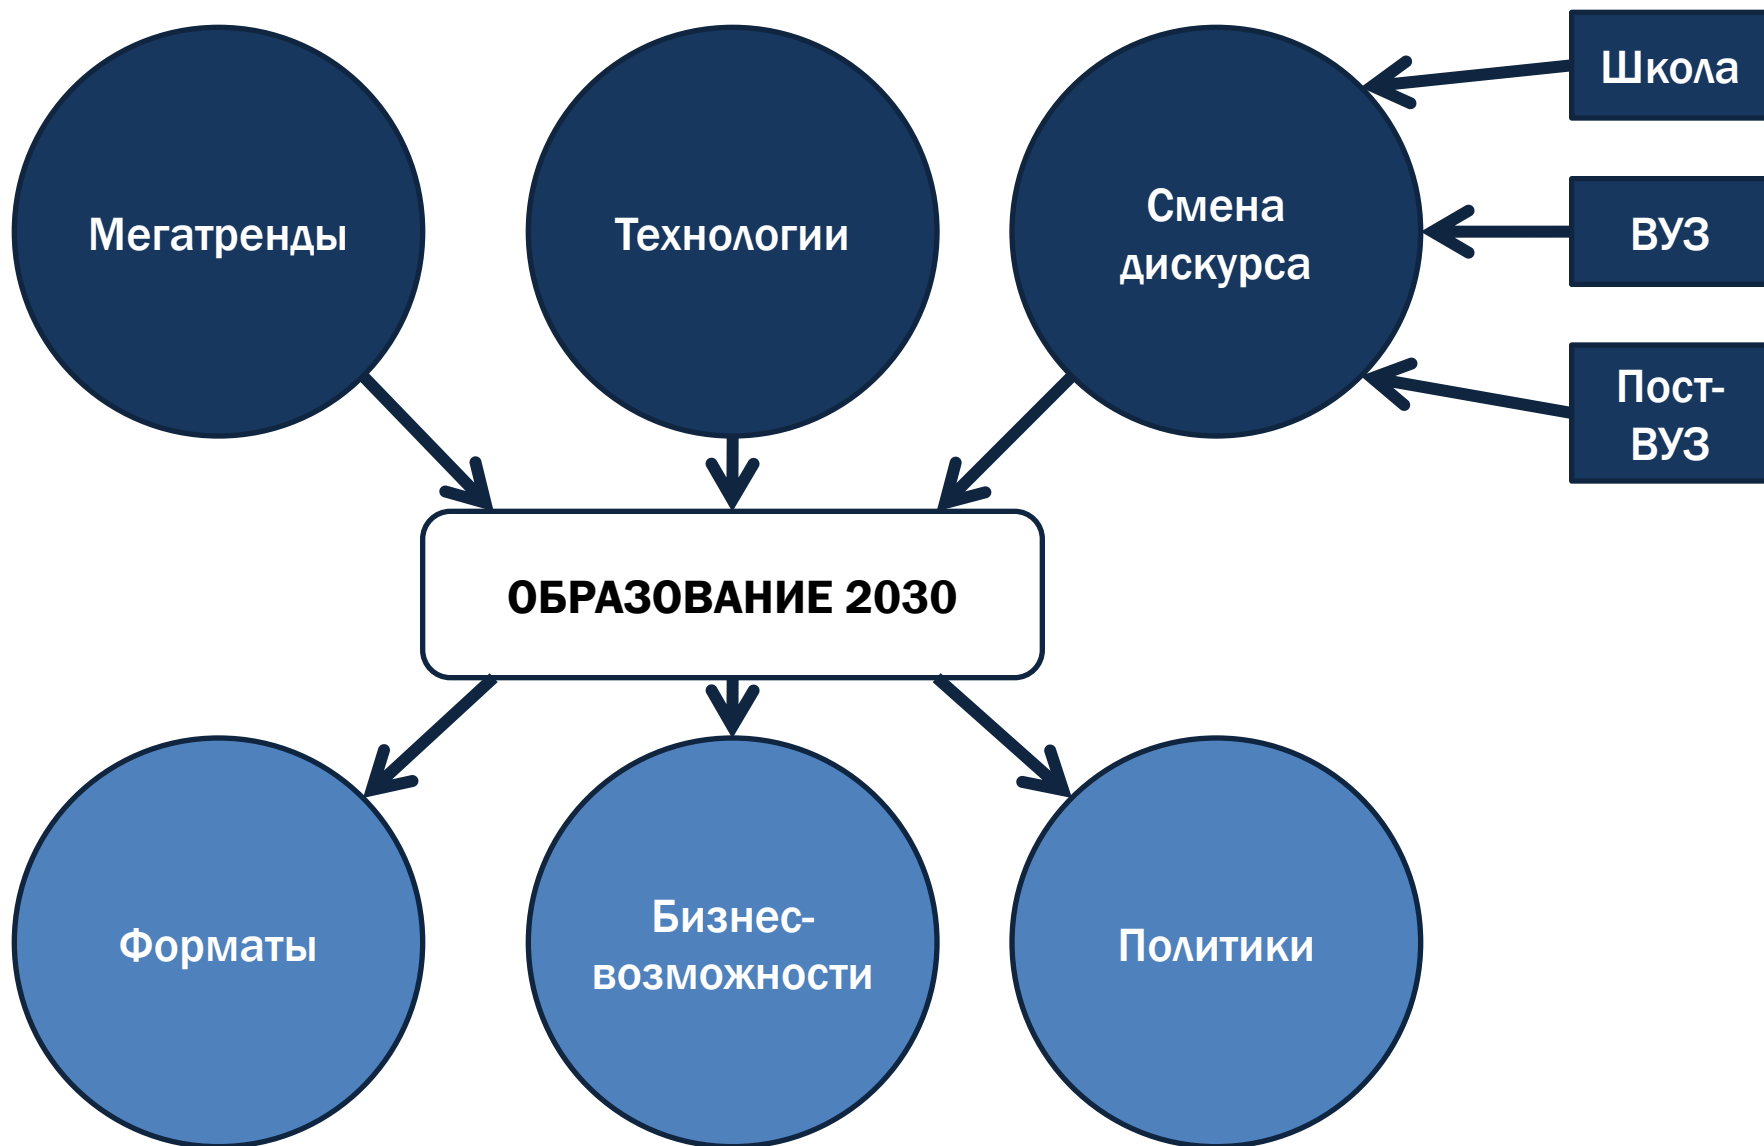 Мегатренды
Технологии
Смена
дискурса
Школа
ВУЗ
Пост-
ВУЗ
ОБРАЗОВАНИЕ 2030
Форматы
Бизнес-
возможности
Политики